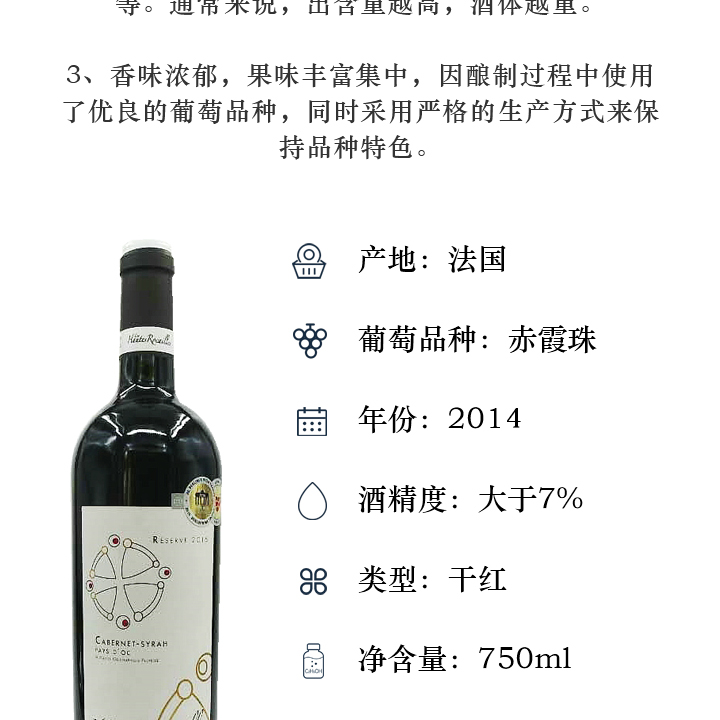 等。通常来说，出含量越高，酒体越重。
3、香味浓郁，果味丰富集中，因酿制过程中使用
了优良的葡萄品种，同时采用严格的生产方式来保
持品种特色。
产地：法国
葡萄品种：赤霞珠
年份：2014
酒精度：大于7%
类型：干红
净含量：750ml
RESERVE 2015
CABERNET-SYRAH
PAYS D'OC